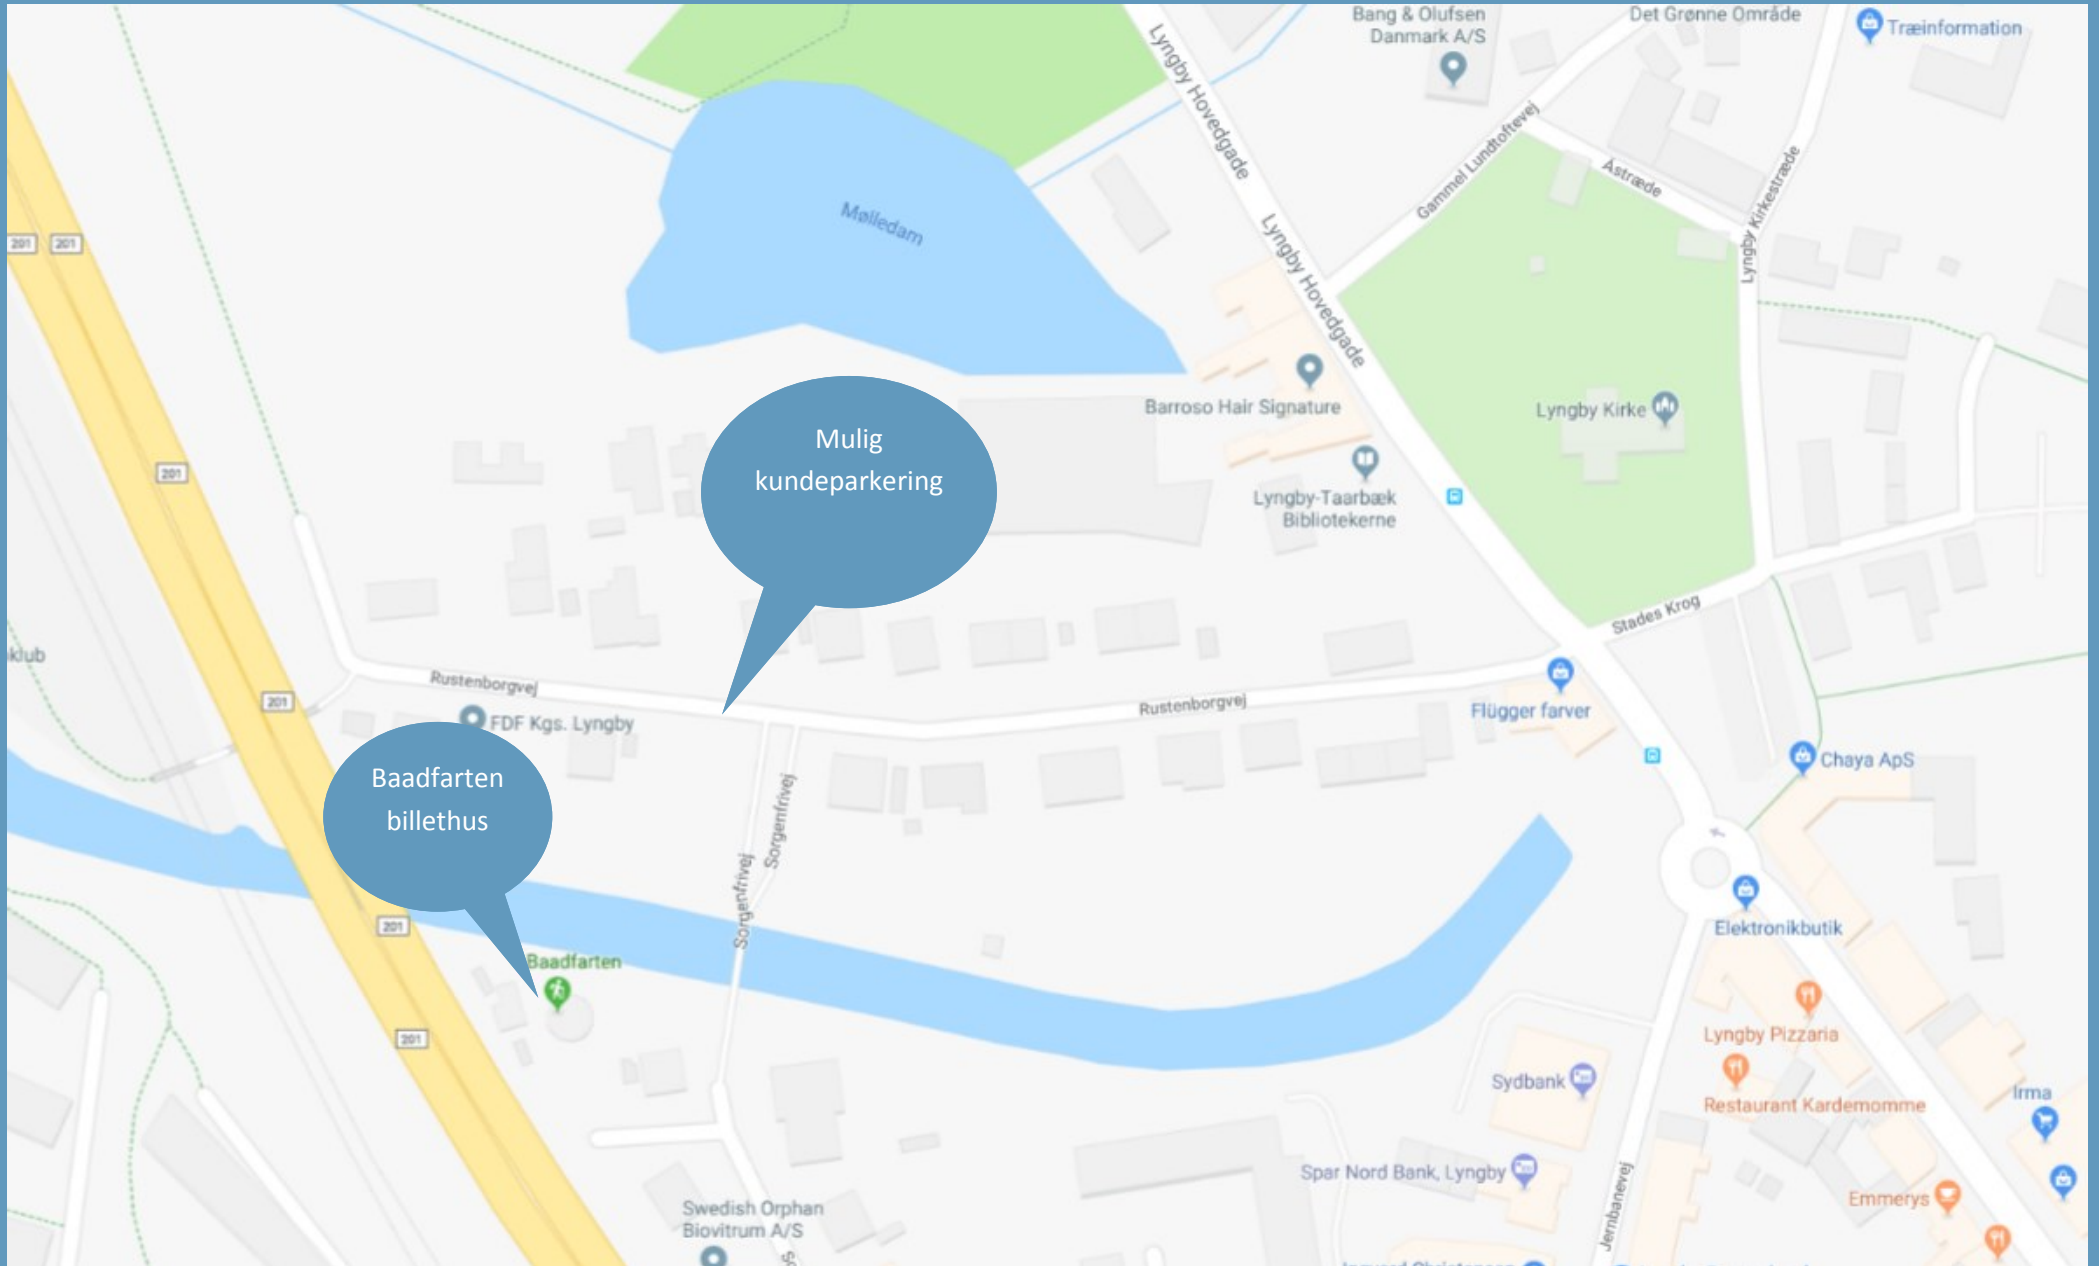 Bang & Olufsen
Danmark A/S
Det Grønne Område
Træinformation
Lyngby Hovedgade
Gammel Lundtoftevej
Åstræde
Lyngby Kirkestræde
Mølledam
Lyngby Hovedgade
201
201
Barroso Hair Signature
Lyngby Kirke
Mulig
kundeparkering
201
Lyngby-Taarbæk
Bibliotekerne
Stades Krog
klub
Rustenborgvej
201
FDF Kgs. Lyngby
Rustenborgvej
Flügger farver
Baadfarten
billethus
Chaya ApS
Sorgenfrivej
Sorgenfrivej
201
Elektronikbutik
Baadfarten
201
Lyngby Pizzaria
Sydbank
Restaurant Kardemomme
Irma
Spar Nord Bank, Lyngby
Jernbanevej
Emmerys
Swedish Orphan
Biovitrum A/S